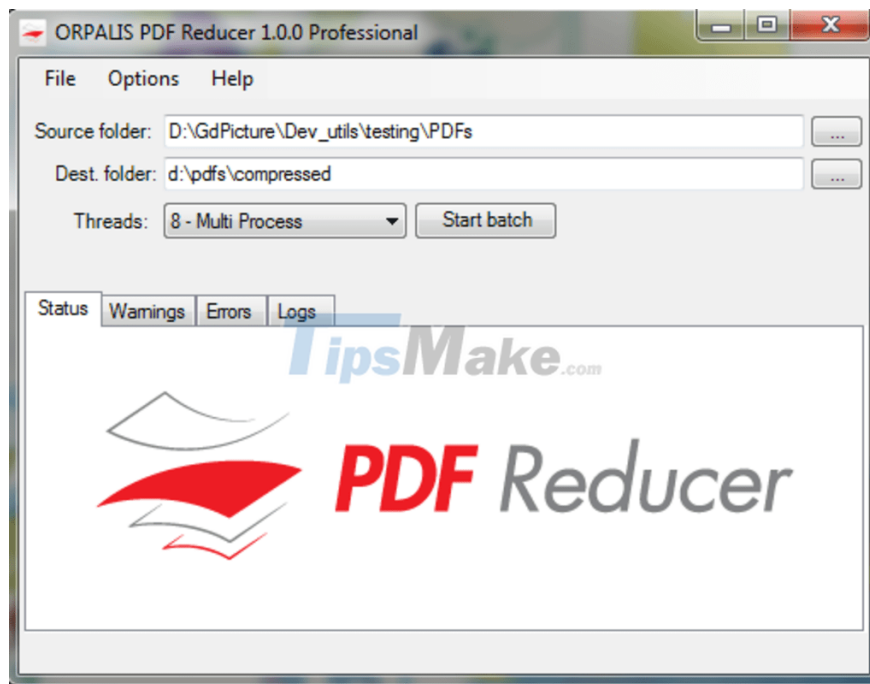 ORPALIS PDF Reducer 1.0.0 Professional
File Options Help
Source folder: D:\GdPicture\Dev_utils\testing\PDFs ...
Dest. folder: d:\pdfs\compressed ...
Threads: 8 - Multi Process Start batch
Status Warnings Errors Logs
TipsMake.com
PDF Reducer